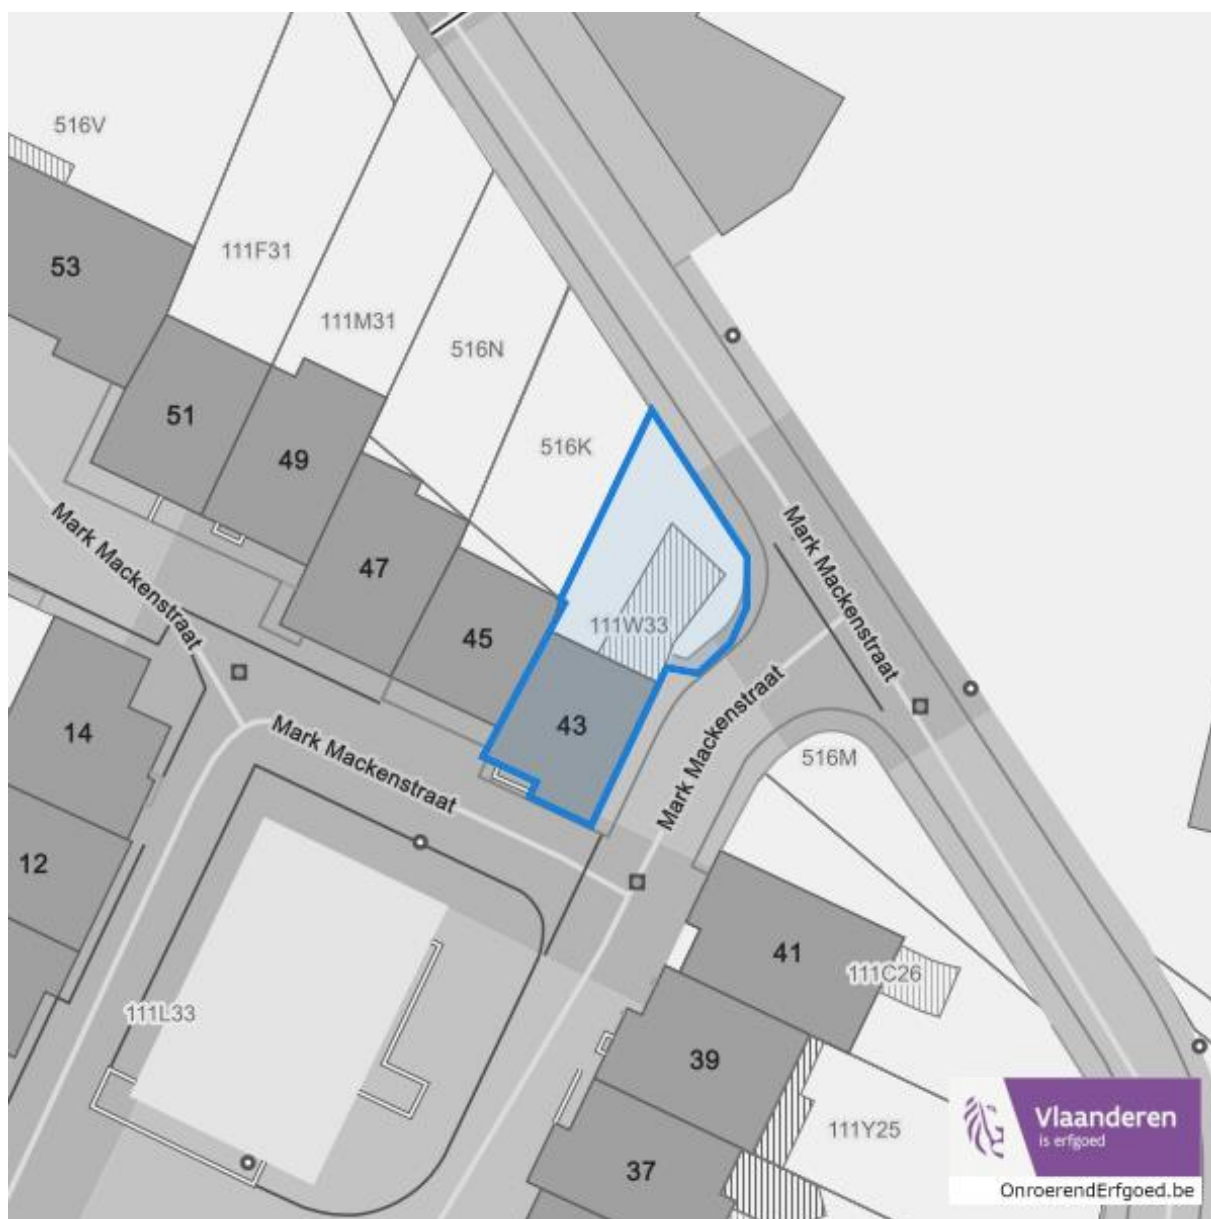 516V
53
111F31
111M31
516N
51
49
516K
Mark Mackenstraat
Mark Mackenstraat
47
111W33
45
14
43
Mark Mackenstraat
Mark Mackenstraat
516M
12
41
111C26
111L33
39
111Y25
37
Vlaanderen
is erfgoed
OnroerendErfgoed.be